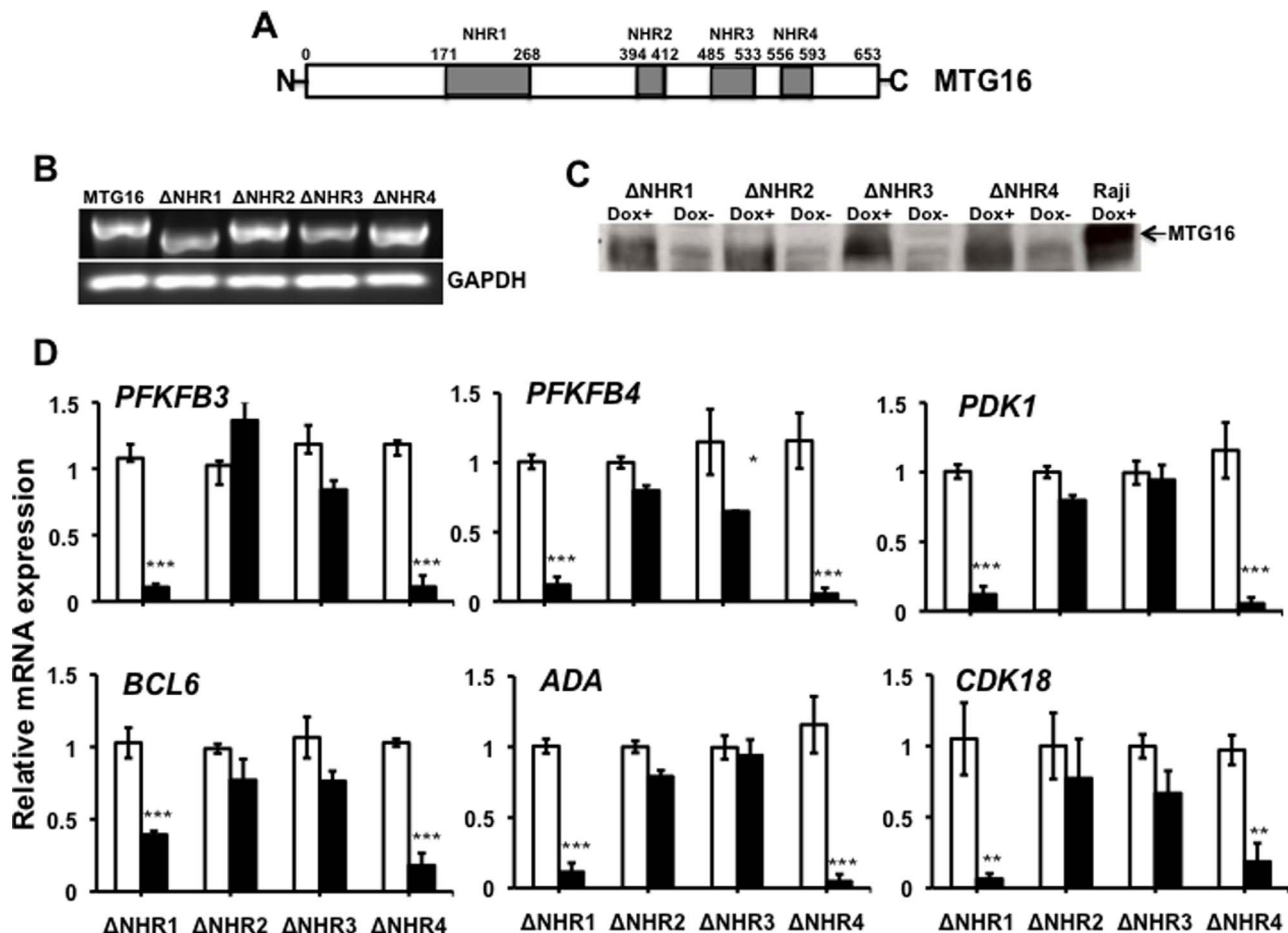 A
NHR1 NHR2 NHR3 NHR4
0 171 268 394 412 485 533 556 593 653
N C MTG16
B
MTG16 ΔNHR1 ΔNHR2 ΔNHR3 ΔNHR4
GAPDH
C
ΔNHR1 ΔNHR2 ΔNHR3 ΔNHR4 Raji
Dox+ Dox- Dox+ Dox- Dox+ Dox- Dox+ Dox- Dox+
MTG16
D
Relative mRNA expression
PFKFB3
1.5
1
0.5
0
*** ***
PFKFB4
1.5
1
0.5
0
*** * ***
PDK1
1.5
1
0.5
0
*** ***
BCL6
1.5
1
0.5
0
*** ***
ΔNHR1 ΔNHR2 ΔNHR3 ΔNHR4
ADA
1.5
1
0.5
0
*** ***
ΔNHR1 ΔNHR2 ΔNHR3 ΔNHR4
CDK18
1.5
1
0.5
0
** **
ΔNHR1 ΔNHR2 ΔNHR3 ΔNHR4